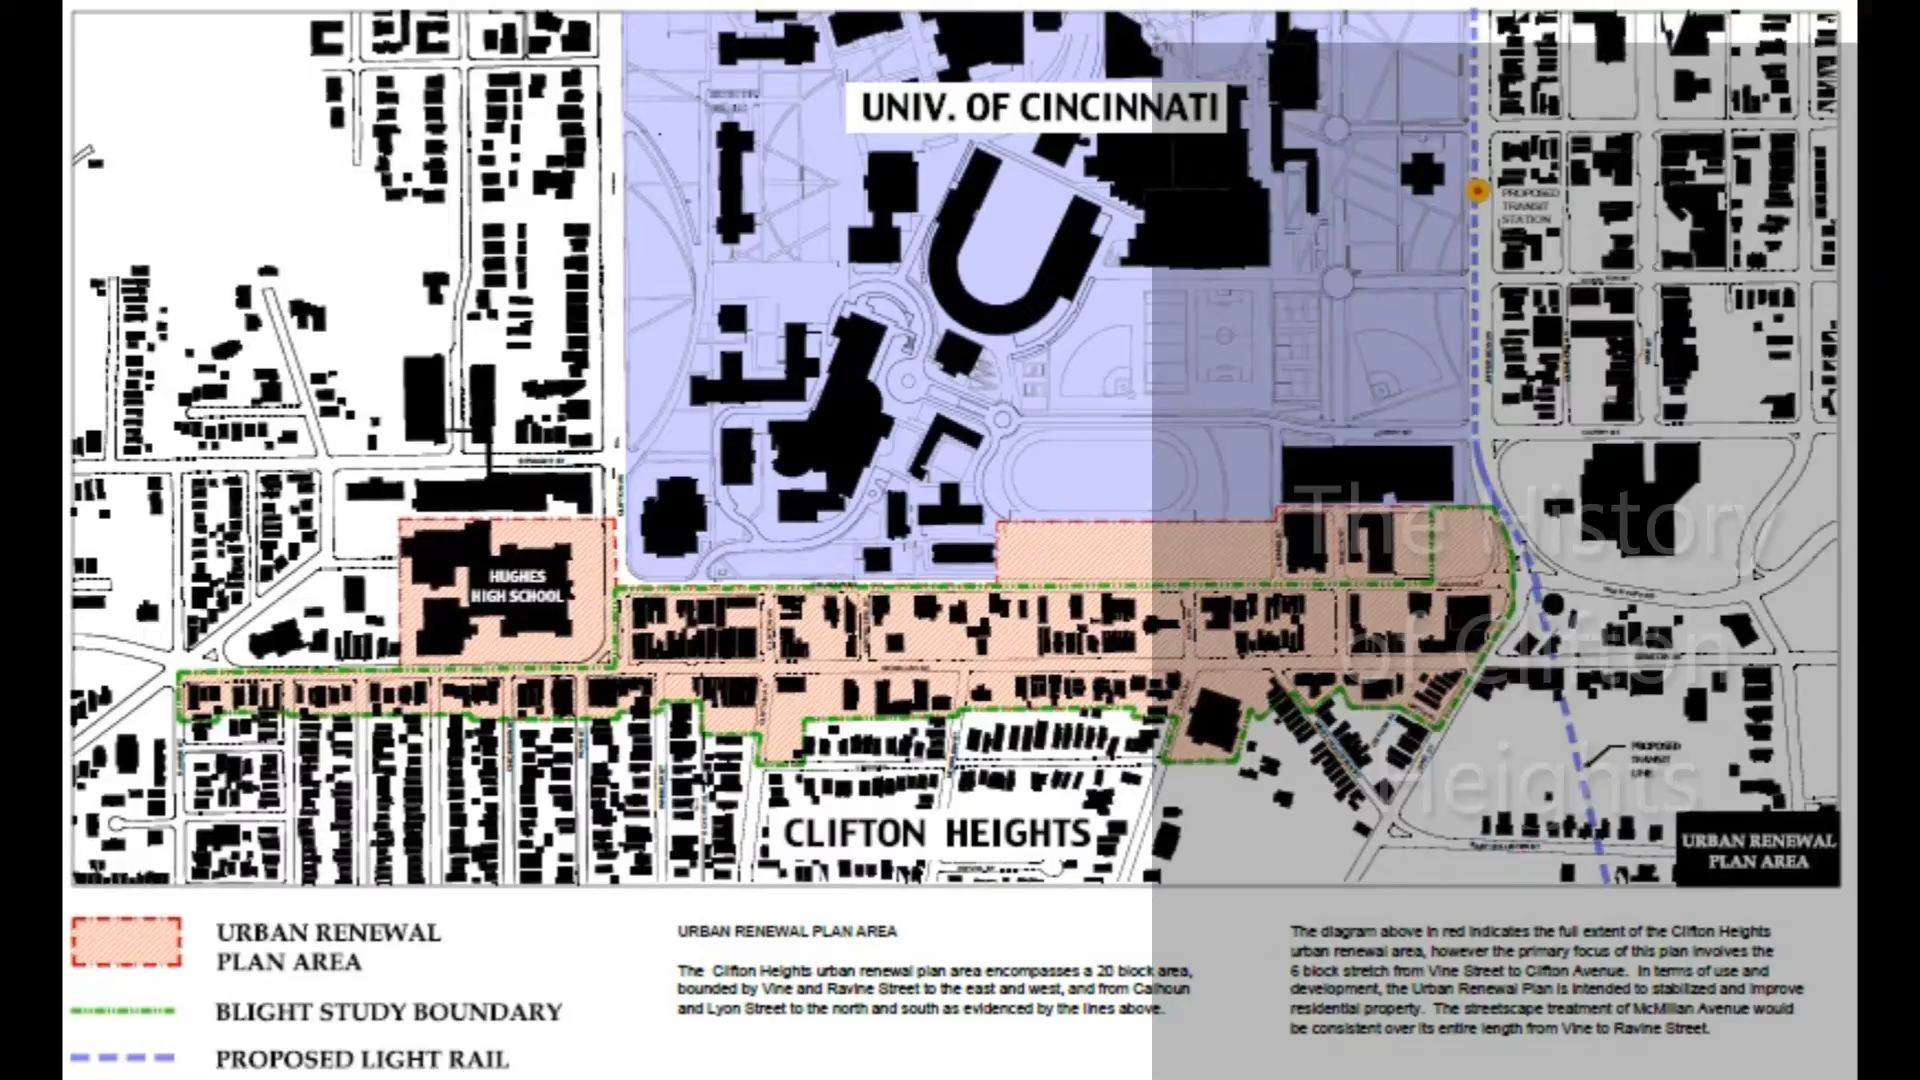 UNIV. OF CINCINNATI
PROPOSED
TRANSIT
STATION
The History
of Clifton
Heights
HUGHES
HIGH SCHOOL
PROPOSED
TRANSIT
LINE
CLIFTON HEIGHTS
URBAN RENEWAL
PLAN AREA
URBAN RENEWAL
PLAN AREA
BLIGHT STUDY BOUNDARY
PROPOSED LIGHT RAIL
URBAN RENEWAL PLAN AREA
The Clifton Heights urban renewal plan area encompasses a 20 block area,
bounded by Vine and Ravine Street to the east and west, and from Calhoun
and Lyon Street to the north and south as evidenced by the lines above.
The diagram above in red indicates the full extent of the Clifton Heights
urban renewal area, however the primary focus of this plan involves the
6 block stretch from Vine Street to Clifton Avenue. In terms of use and
development, the Urban Renewal Plan is intended to stabilized and improve
residential property. The streetscape treatment of McMillan Avenue would
be consistent over its entire length from Vine to Ravine Street.